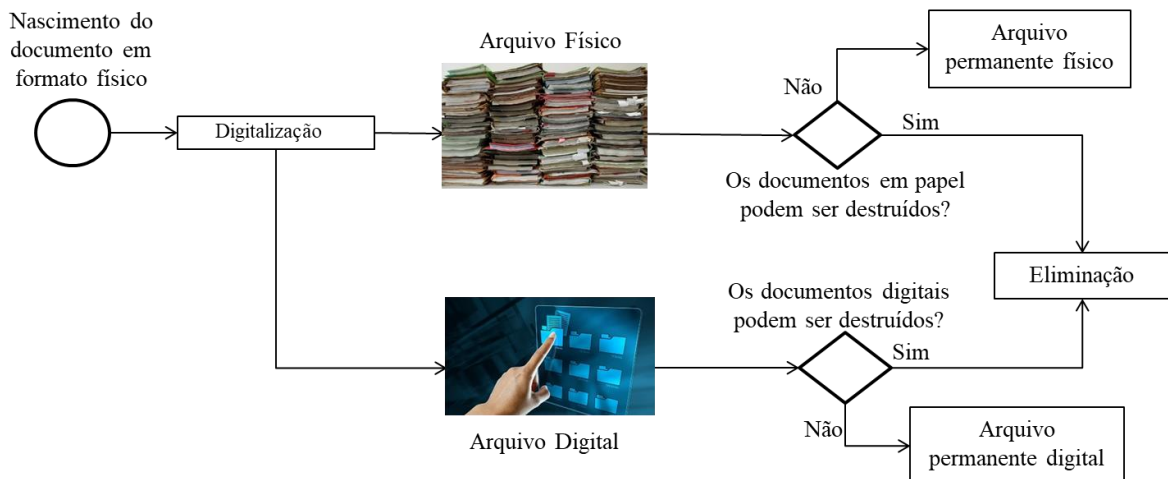 Nascimento do
documento em
formato físico
Digitalização
Arquivo Físico
Não
Arquivo
permanente físico
Sim
Os documentos em papel
podem ser destruídos?
Eliminação
Os documentos digitais
podem ser destruídos?
Sim
Não
Arquivo
permanente digital
Arquivo Digital